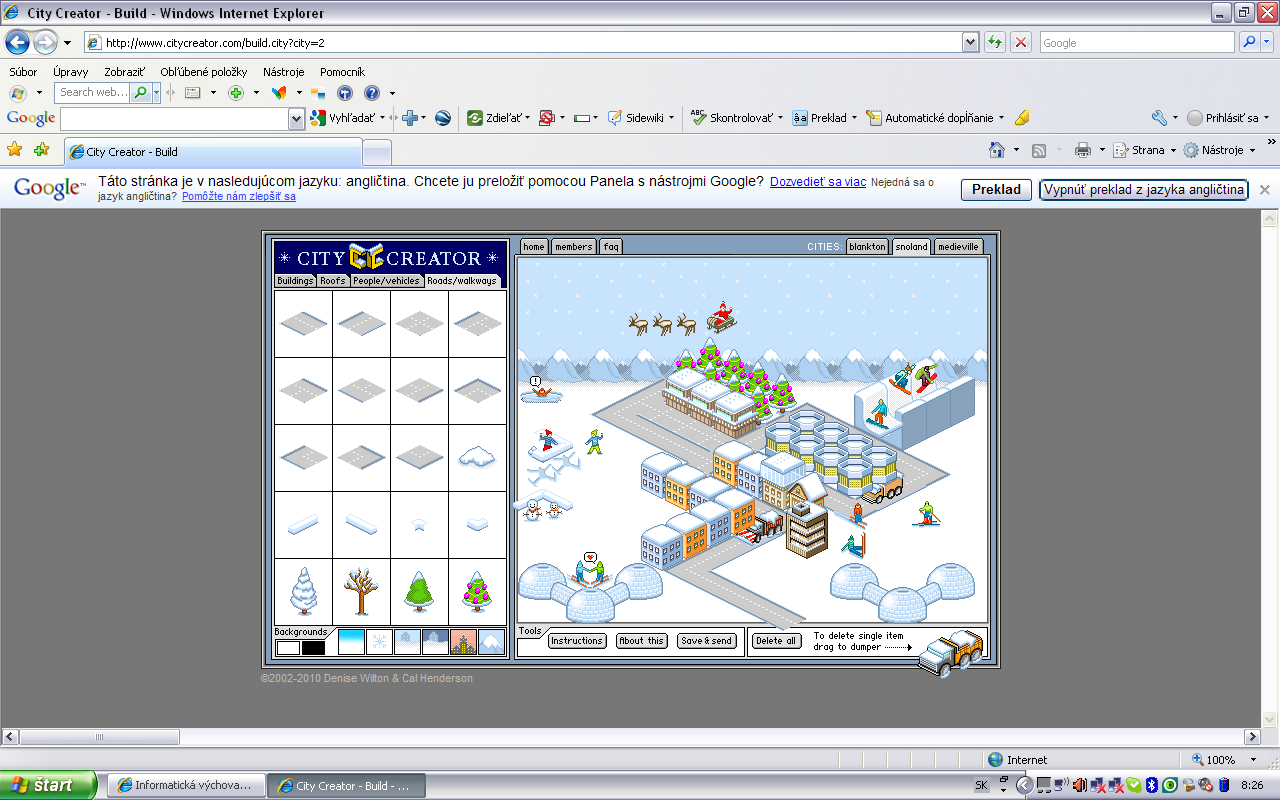 City Creator - Build - Windows Internet Explorer
http://www.citycreator.com/build.city?city=2
Google
Súbor Úpravy Zobraziť Obľúbené položky Nástroje Pomocník
Search web...
Google Vyhľadať Zdieľať Sidewiki ABC Skontrolovať aä Preklad Automatické dopĺňanie Prihlásiť sa
City Creator - Build
Strana Nástroje »
Google™ Táto stránka je v nasledujúcom jazyku: angličtina. Chcete ju preložiť pomocou Panela s nástrojmi Google? Dozvedieť sa viac Nejedná sa o
jazyk angličtina? Pomôžte nám zlepšiť sa
Preklad Vypnúť preklad z jazyka angličtina
CITY CREATOR
Buildings Roofs People/vehicles Roads/walkways
home members faq CITIES: blankton snoland medieville
!
Backgrounds
Tools
Instructions About this Save & send Delete all
To delete single item
drag to dumper
©2002-2010 Denise Wilton & Cal Henderson
Internet 100%
štart Informatická výchova... City Creator - Build - ... SK 8:26